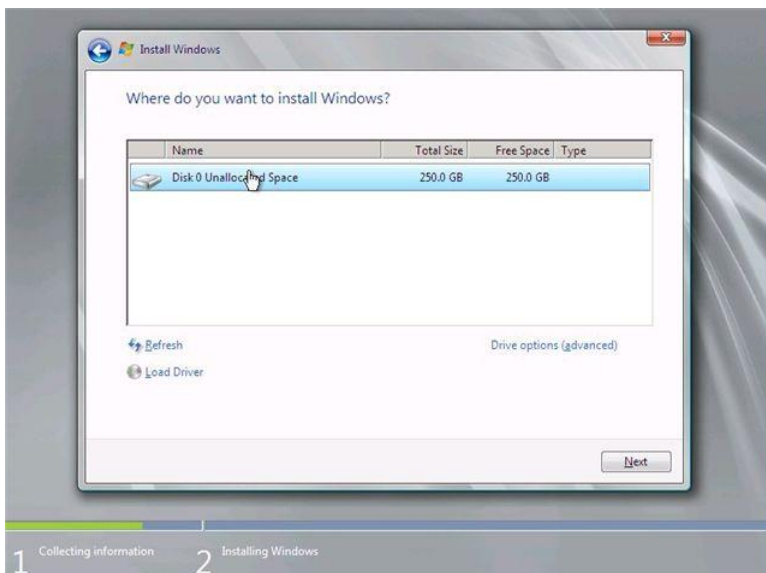 Install Windows
Where do you want to install Windows?
Name Total Size Free Space Type
Disk 0 Unallocated Space 250.0 GB 250.0 GB
Refresh Drive options (advanced)
Load Driver
Next
1 Collecting information 2 Installing Windows